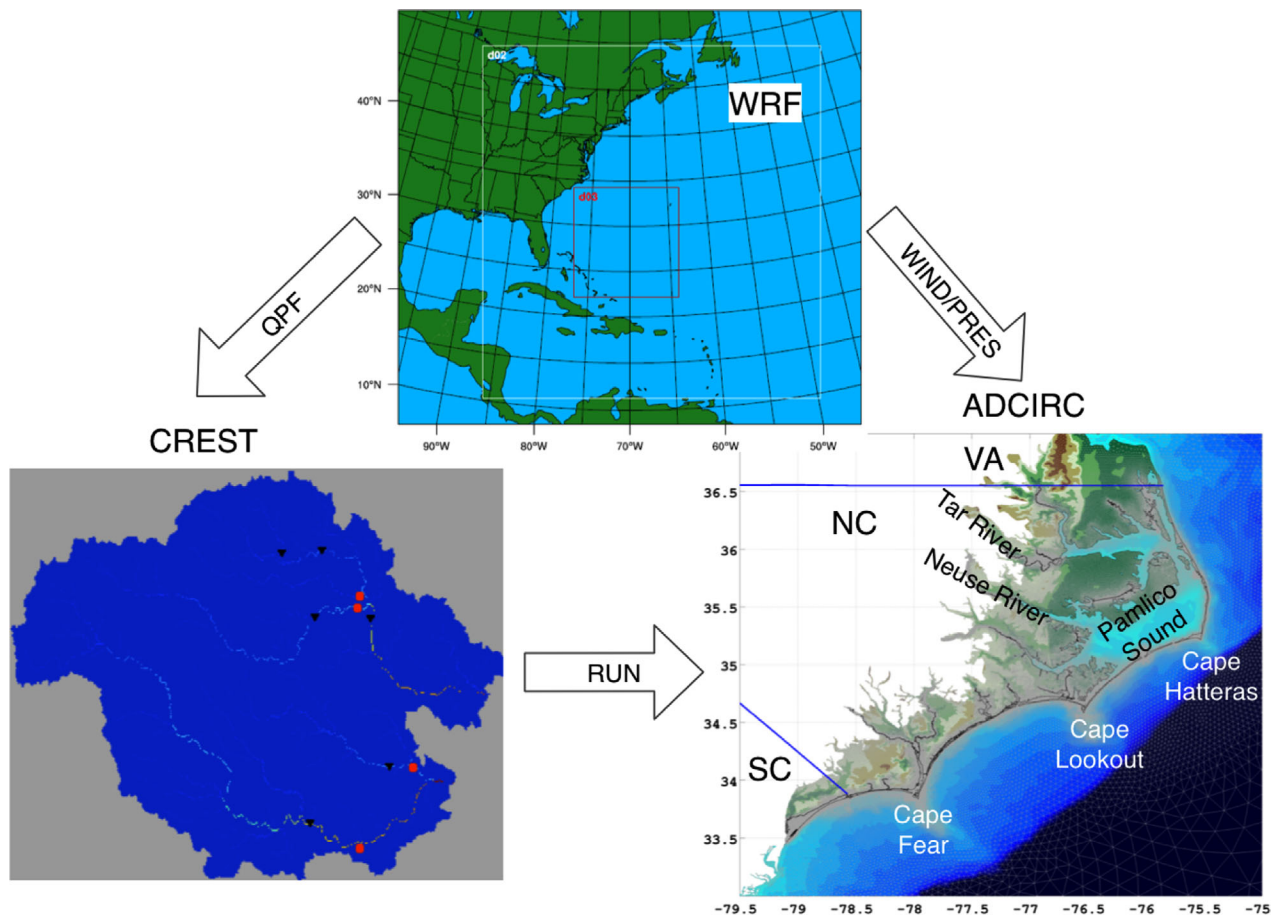 d02
WRF
40°N
30°N
d03
20°N
10°N
90°W
80°W
70°W
60°W
50°W
QPF
WIND/PRES
CREST
ADCIRC
RUN
VA
36.5
NC
Tar River
36
Neuse River
35.5
Pamlico
Sound
35
Cape
Hatteras
34.5
Cape
Lookout
SC
34
Cape
Fear
33.5
-79.5
-79
-78.5
-78
-77.5
-77
-76.5
-76
-75.5
-75